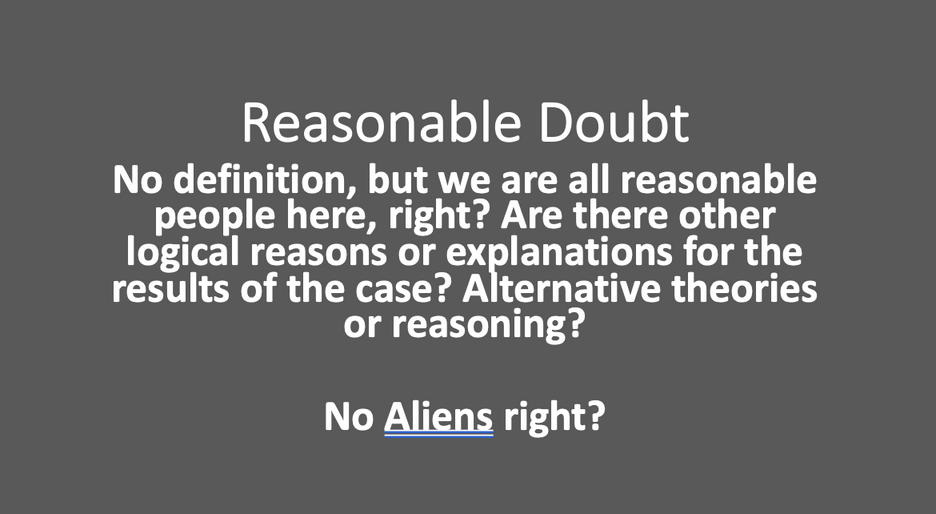 Reasonable Doubt
No definition, but we are all reasonable
people here, right? Are there other
logical reasons or explanations for the
results of the case? Alternative theories
or reasoning?
No Aliens right?